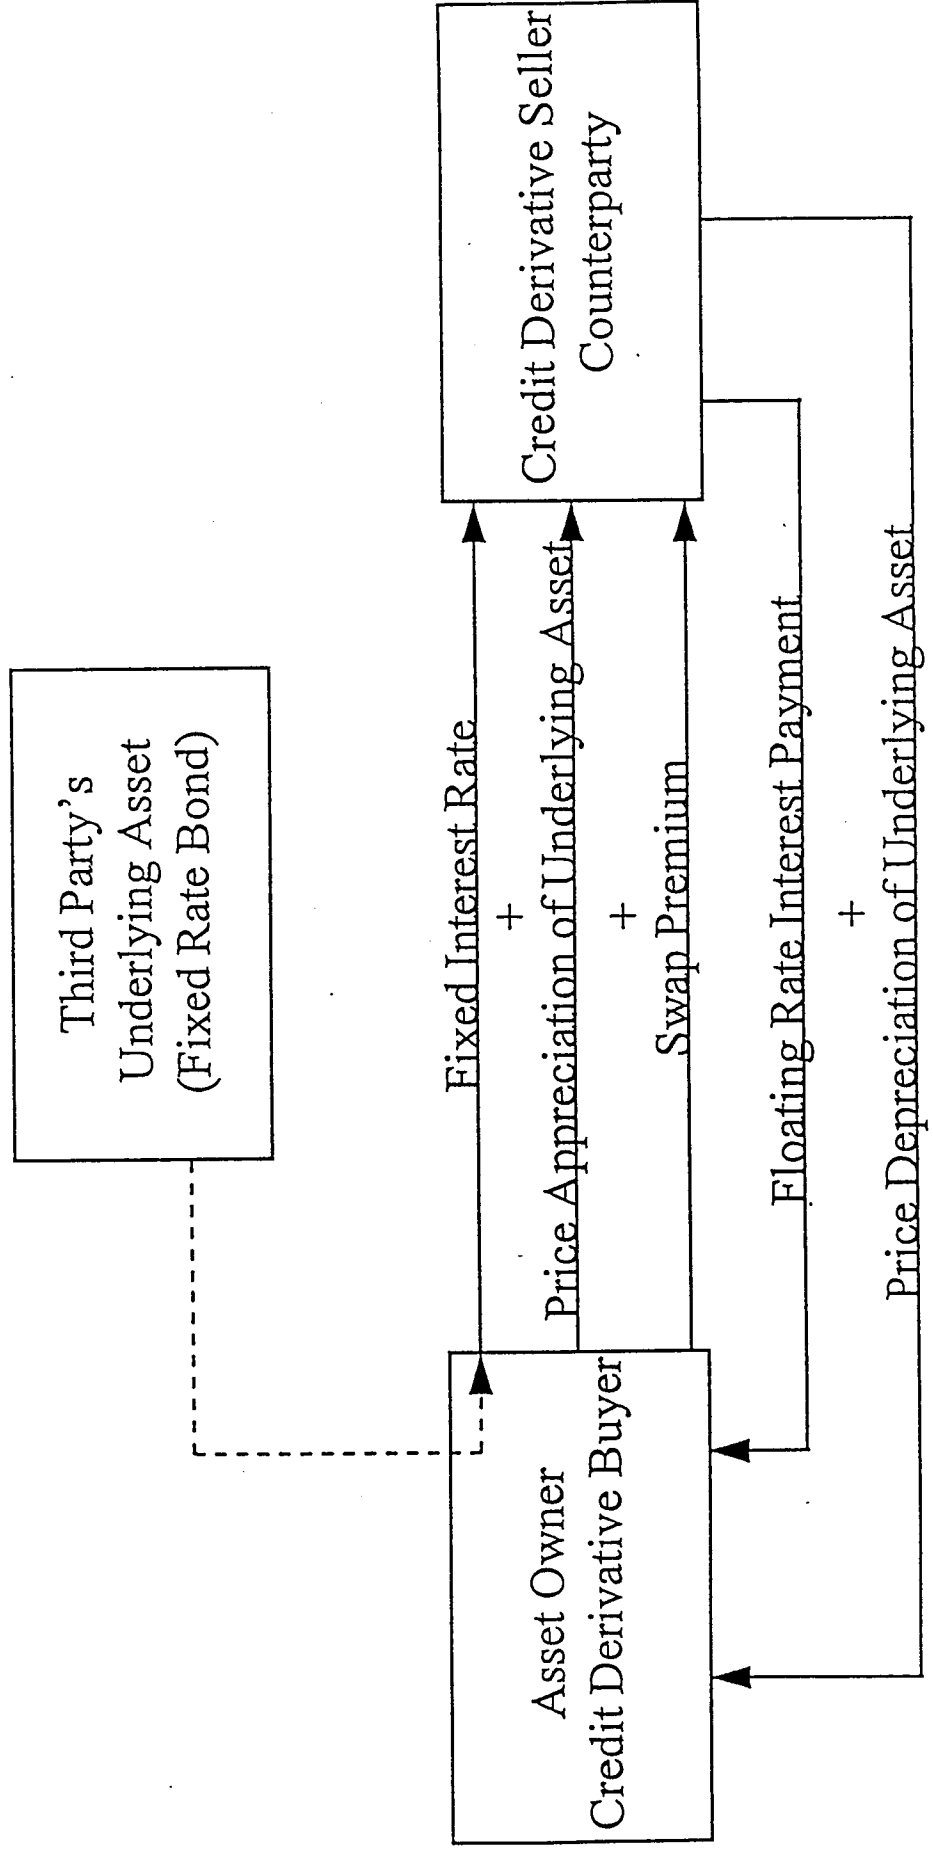 Third Party's
Underlying Asset
(Fixed Rate Bond)
Asset Owner
Credit Derivative Buyer
Credit Derivative Seller
Counterparty
Fixed Interest Rate
+
Price Appreciation of Underlying Asset
+
Swap Premium
Floating Rate Interest Payment
+
Price Depreciation of Underlying Asset